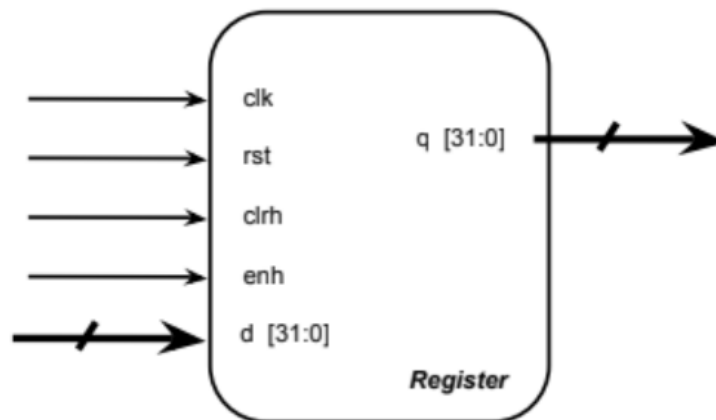 clk
q [31:0]
rst
clrh
enh
d [31:0]
Register